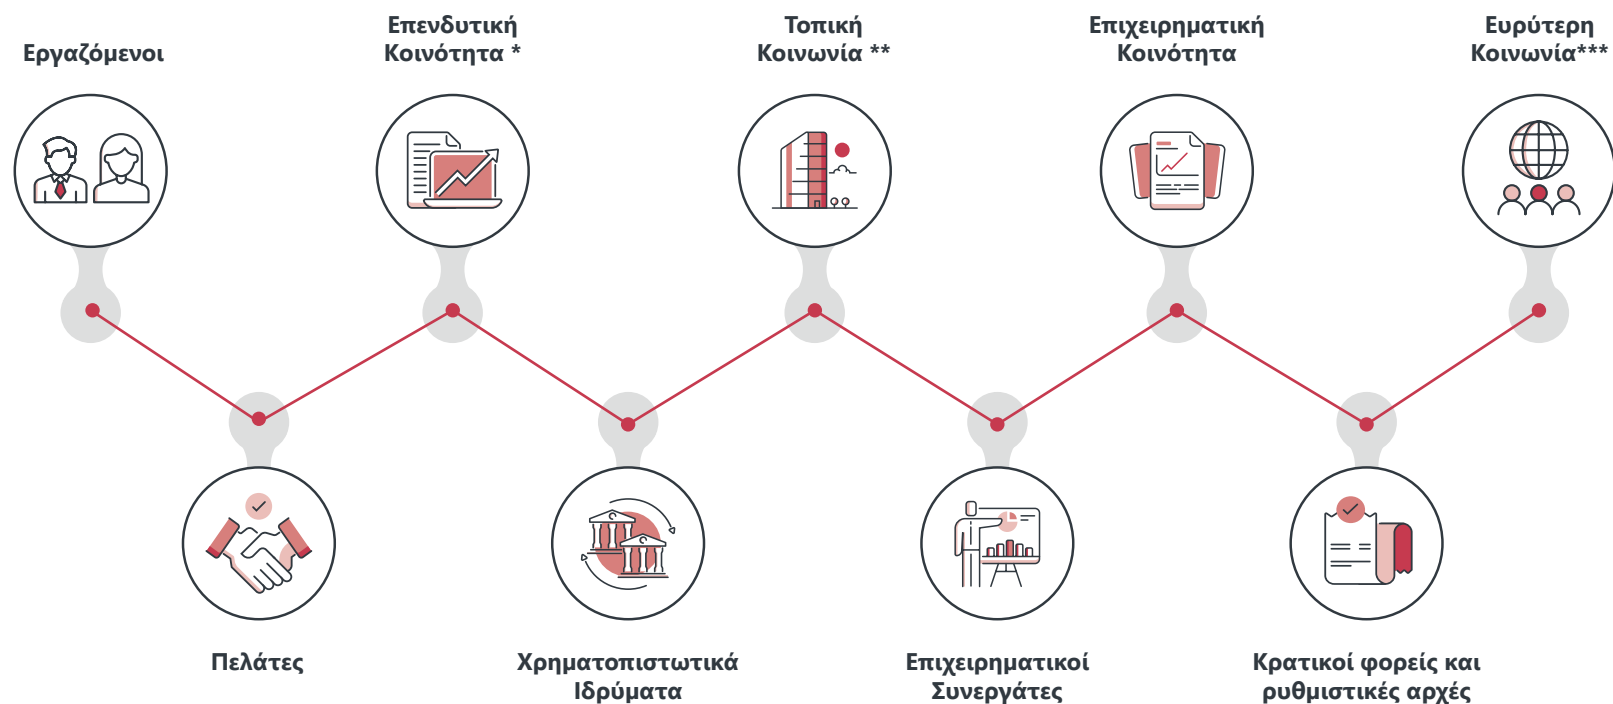 Εργαζόμενοι
Επενδυτική
Κοινότητα *
Τοπική
Κοινωνία **
Επιχειρηματική
Κοινότητα
Ευρύτερη
Κοινωνία***
Πελάτες
Χρηματοπιστωτικά
Ιδρύματα
Επιχειρηματικοί
Συνεργάτες
Κρατικοί φορείς και
ρυθμιστικές αρχές